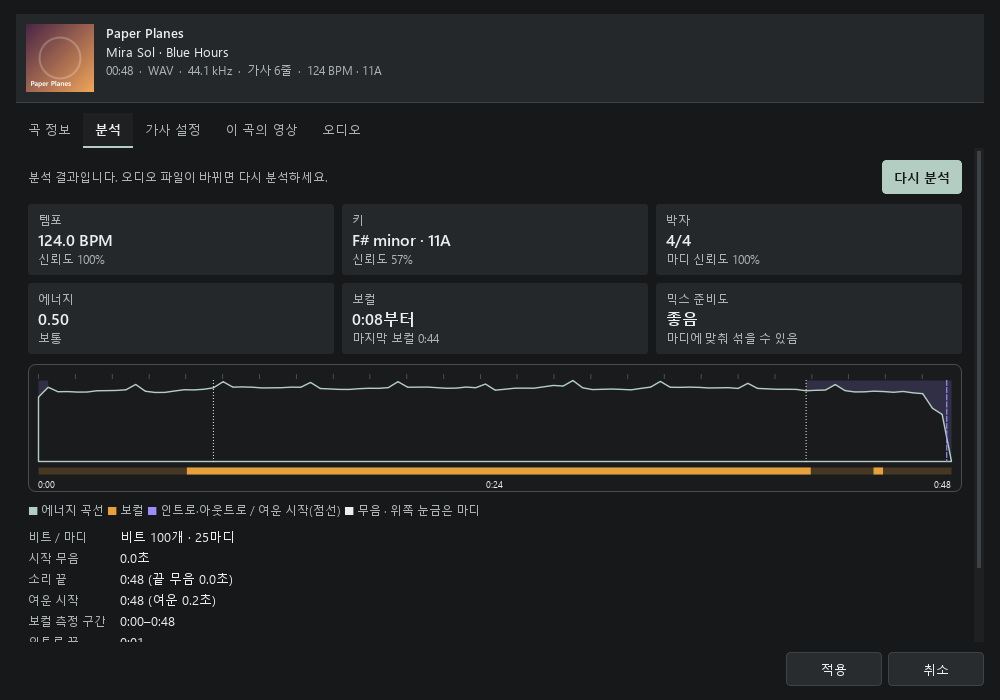 Paper Planes
Paper Planes
Mira Sol · Blue Hours
00:48 · WAV · 44.1 kHz · 가사 6줄 · 124 BPM · 11A
곡 정보 분석 가사 설정 이 곡의 영상 오디오
분석 결과입니다. 오디오 파일이 바뀌면 다시 분석하세요. 다시 분석
템포
124.0 BPM
신뢰도 100%
키
F# minor · 11A
신뢰도 57%
박자
4/4
마디 신뢰도 100%
에너지
0.50
보통
보컬
0:08부터
마지막 보컬 0:44
믹스 준비도
좋음
마디에 맞춰 섞을 수 있음
0:00 0:24 0:48
에너지 곡선 보컬 인트로·아웃트로 / 여운 시작(점선) 무음 · 위쪽 눈금은 마디
비트 / 마디 비트 100개 · 25마디
시작 무음 0.0초
소리 끝 0:48 (끝 무음 0.0초)
여운 시작 0:48 (여운 0.2초)
보컬 측정 구간 0:00–0:48
인트로 끝 0:01
적용 취소